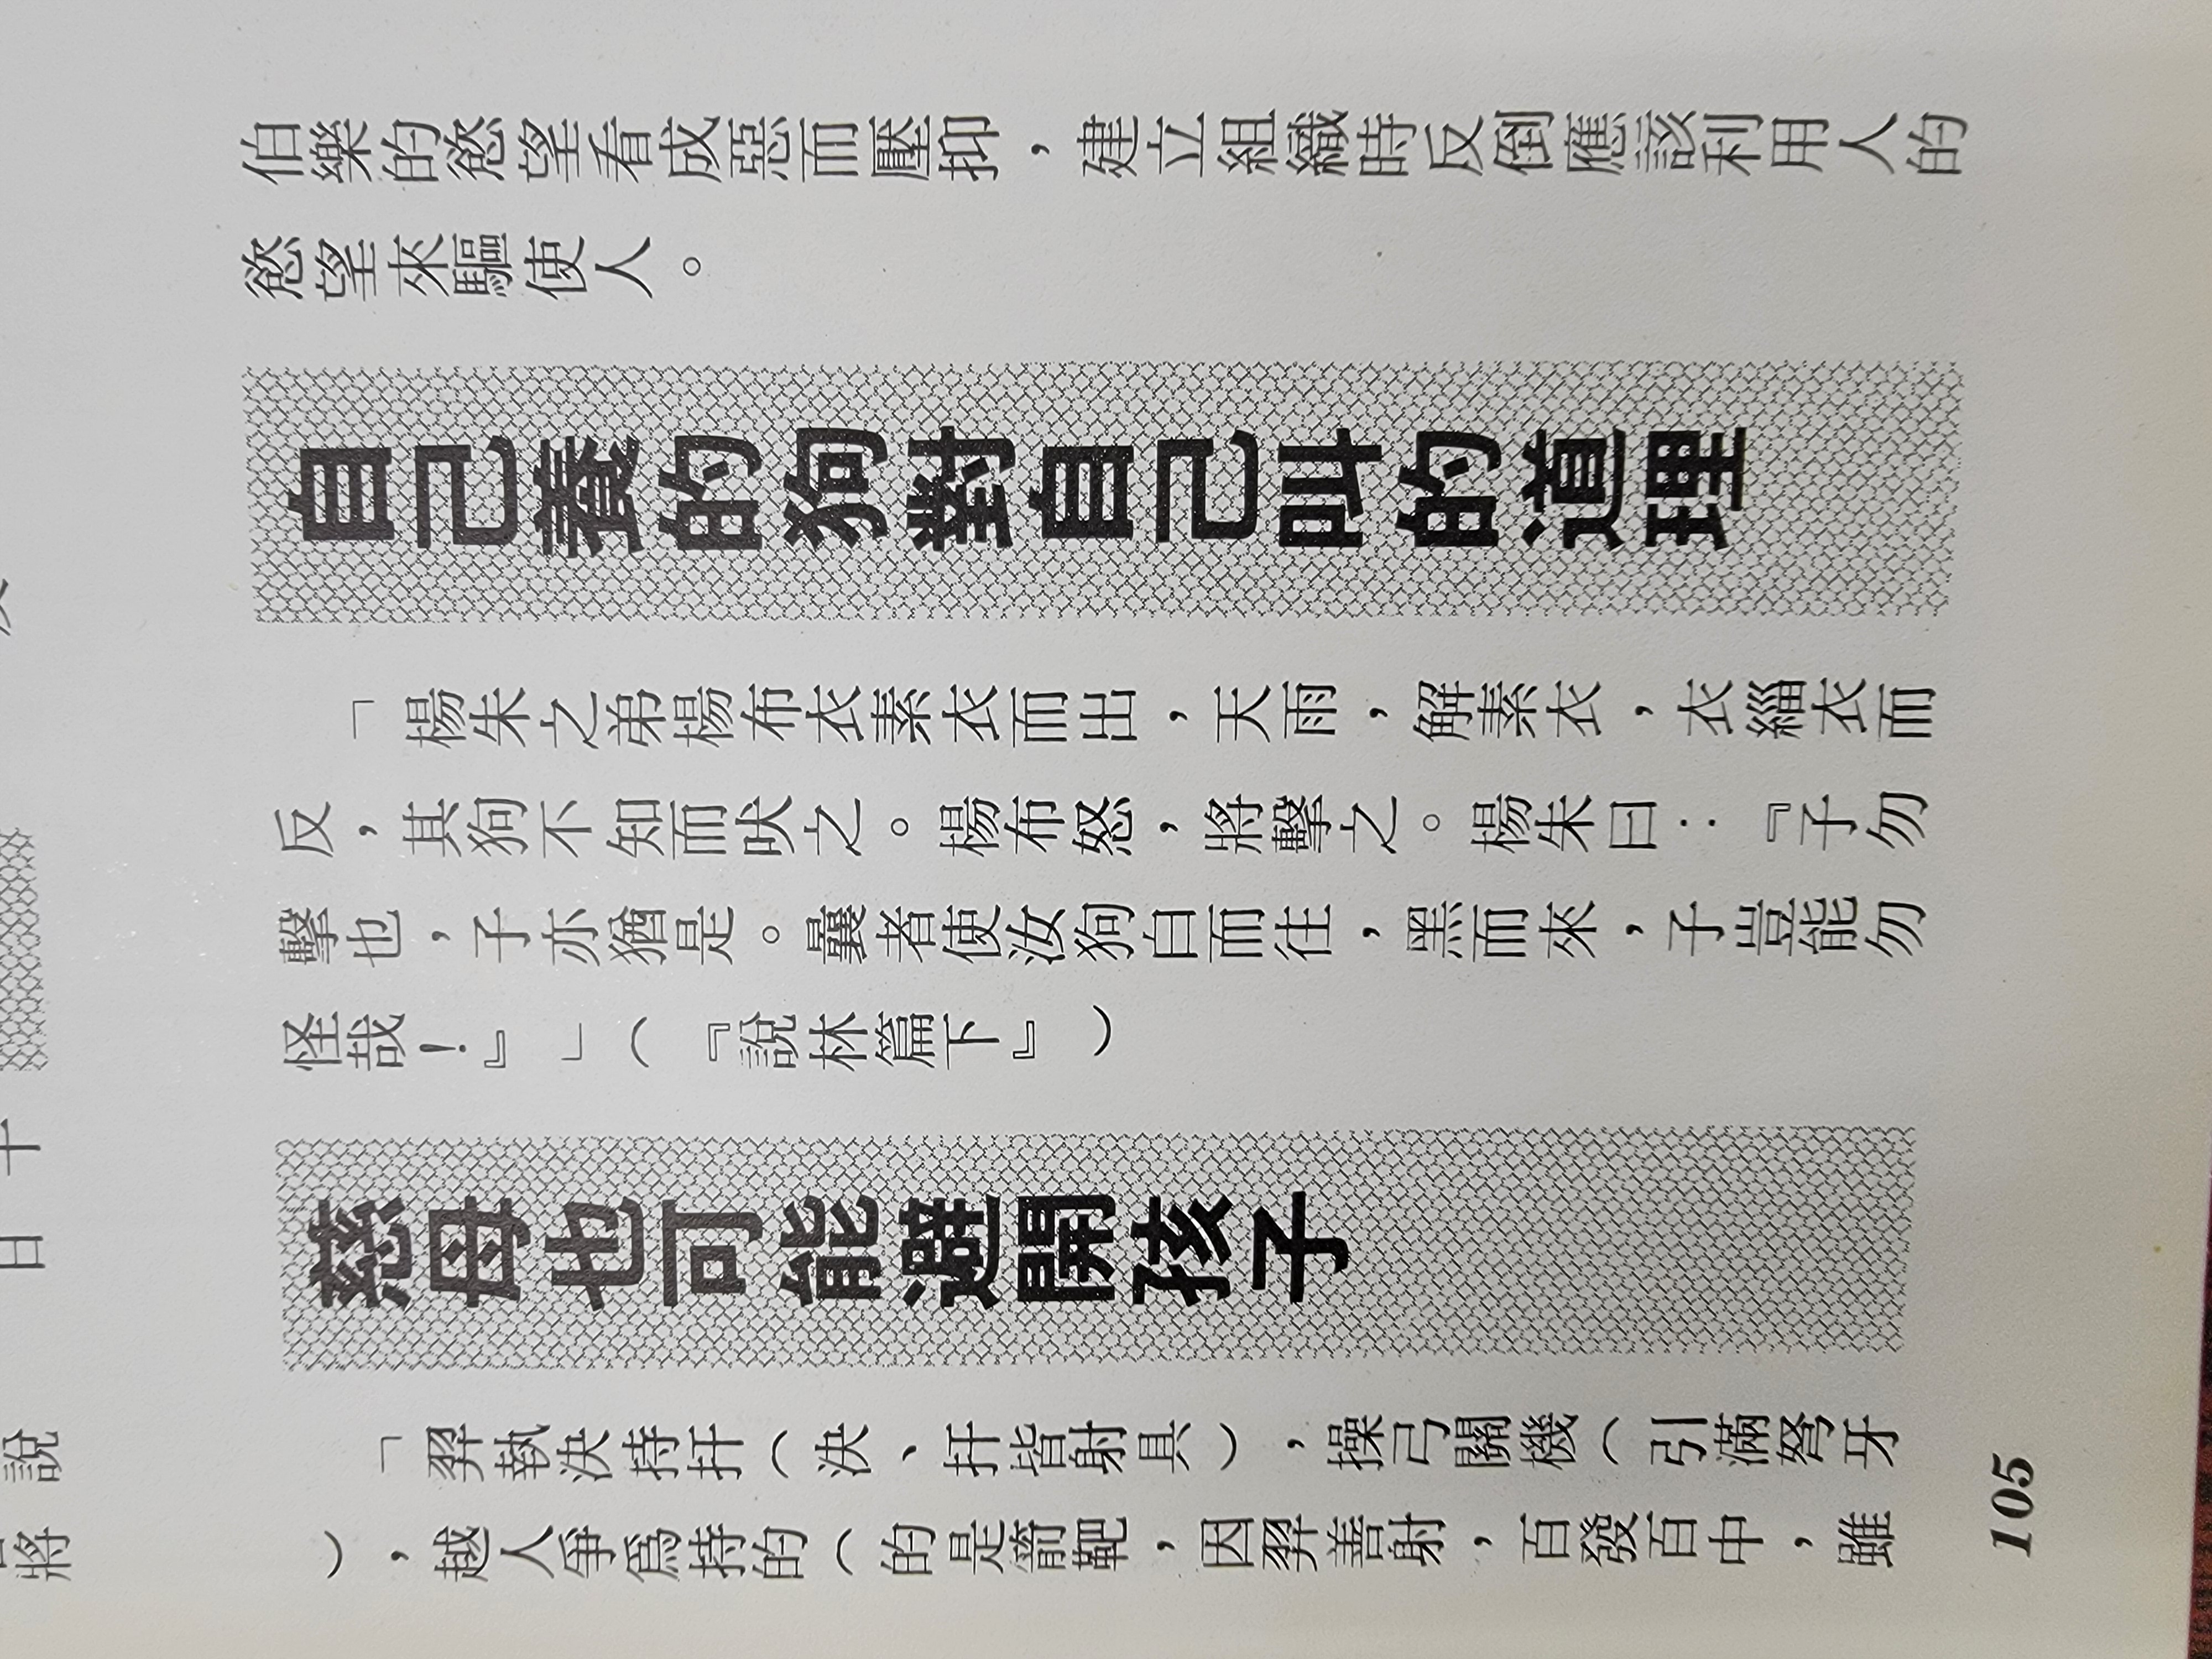 伯樂的慾望看成惡而壓抑，建立組織時反倒應該利用人的
慾望來驅使人。
自己養的狗對自己叫的道理
「楊朱之弟楊布衣素衣而出，天雨，解素衣，衣緇衣而
反，其狗不知而吠之。楊布怒，將擊之。楊朱曰：『子勿
擊也，子亦猶是。曩者使汝狗白而往，黑而來，子豈能勿
怪哉！』」（『說林篇下』）
慈母也可能避開孩子
「羿執決持扞（決、扞皆射具），操弓關機（引滿弩牙
），越人爭爲持的（的是箭靶，因羿善射，百發百中，雖
105
日
說
將